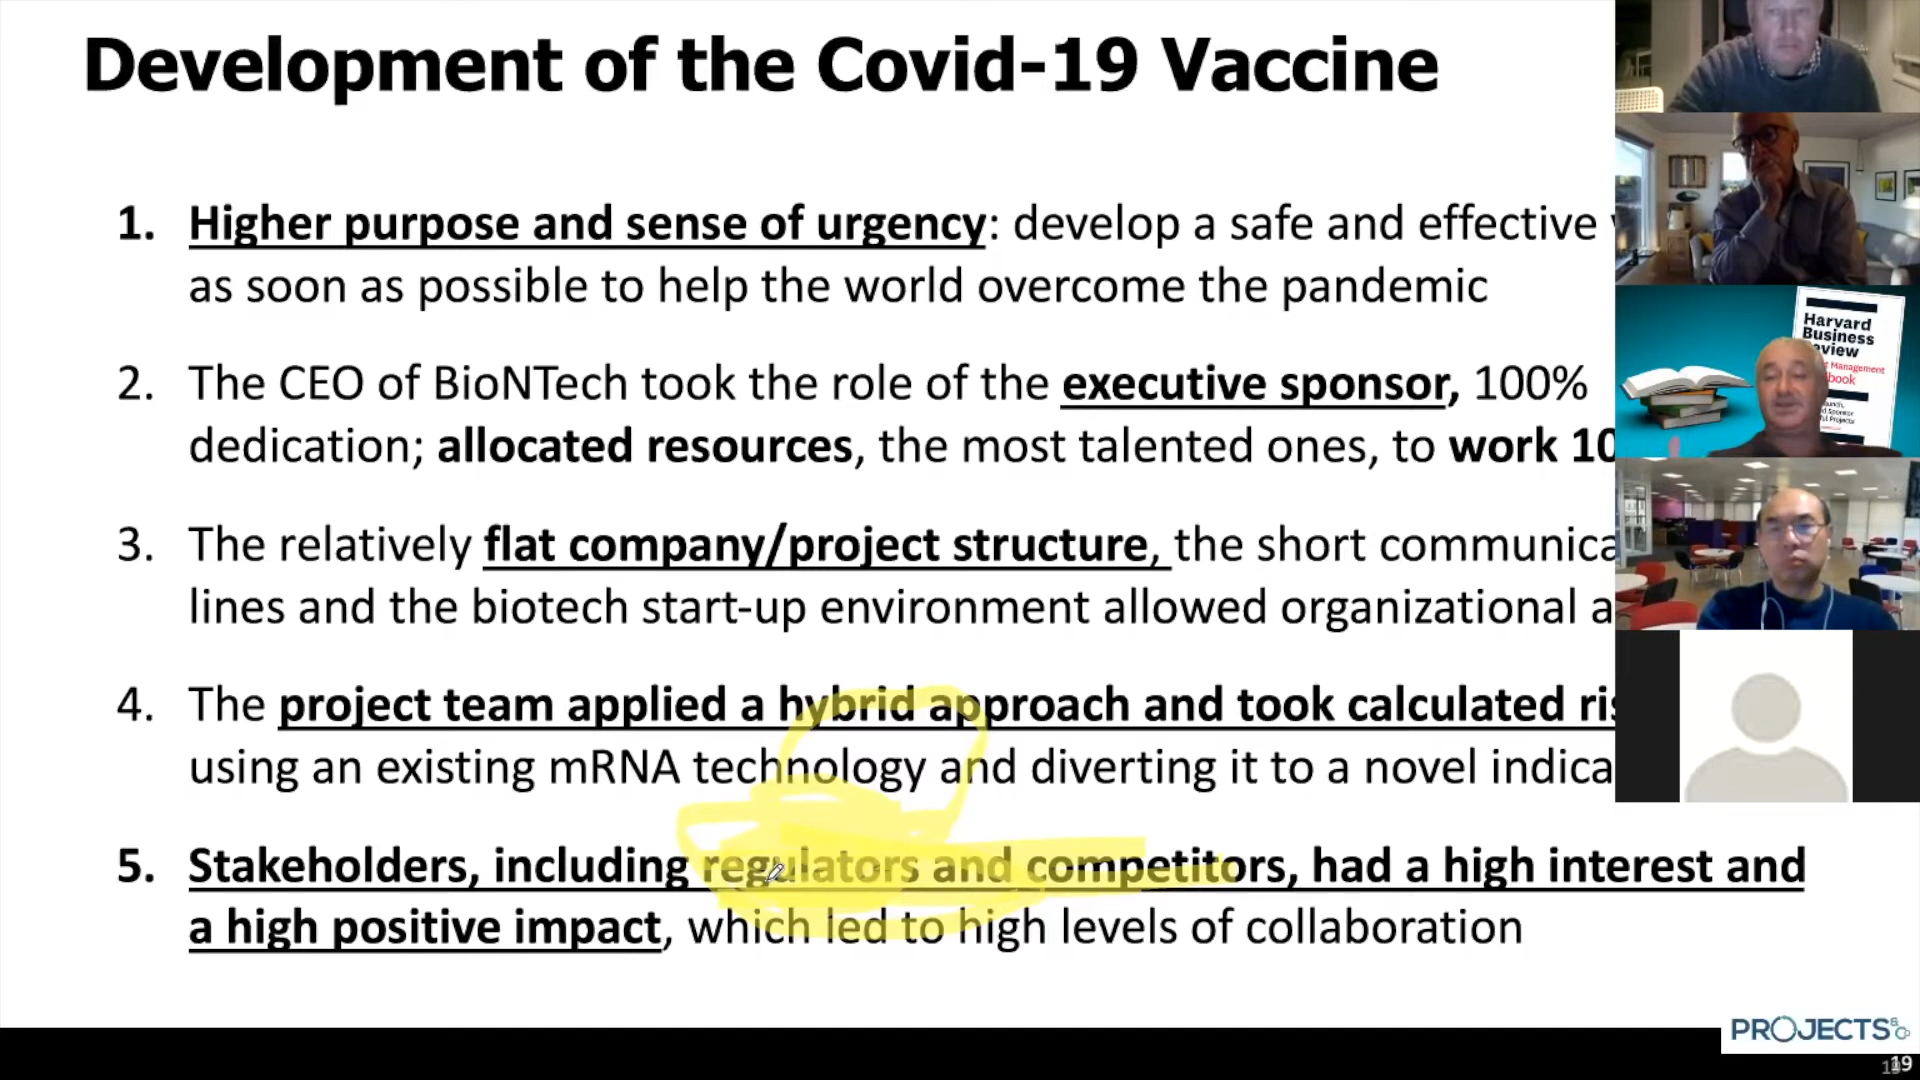 Development of the Covid-19 Vaccine
1. Higher purpose and sense of urgency: develop a safe and effective
as soon as possible to help the world overcome the pandemic
2. The CEO of BioNTech took the role of the executive sponsor, 100%
dedication; allocated resources, the most talented ones, to work 10
3. The relatively flat company/project structure, the short communica
lines and the biotech start-up environment allowed organizational a
4. The project team applied a hybrid approach and took calculated ris
using an existing mRNA technology and diverting it to a novel indica
5. Stakeholders, including regulators and competitors, had a high interest and
a high positive impact, which led to high levels of collaboration
Harvard
Business
Management
PROJECTS & Co
19